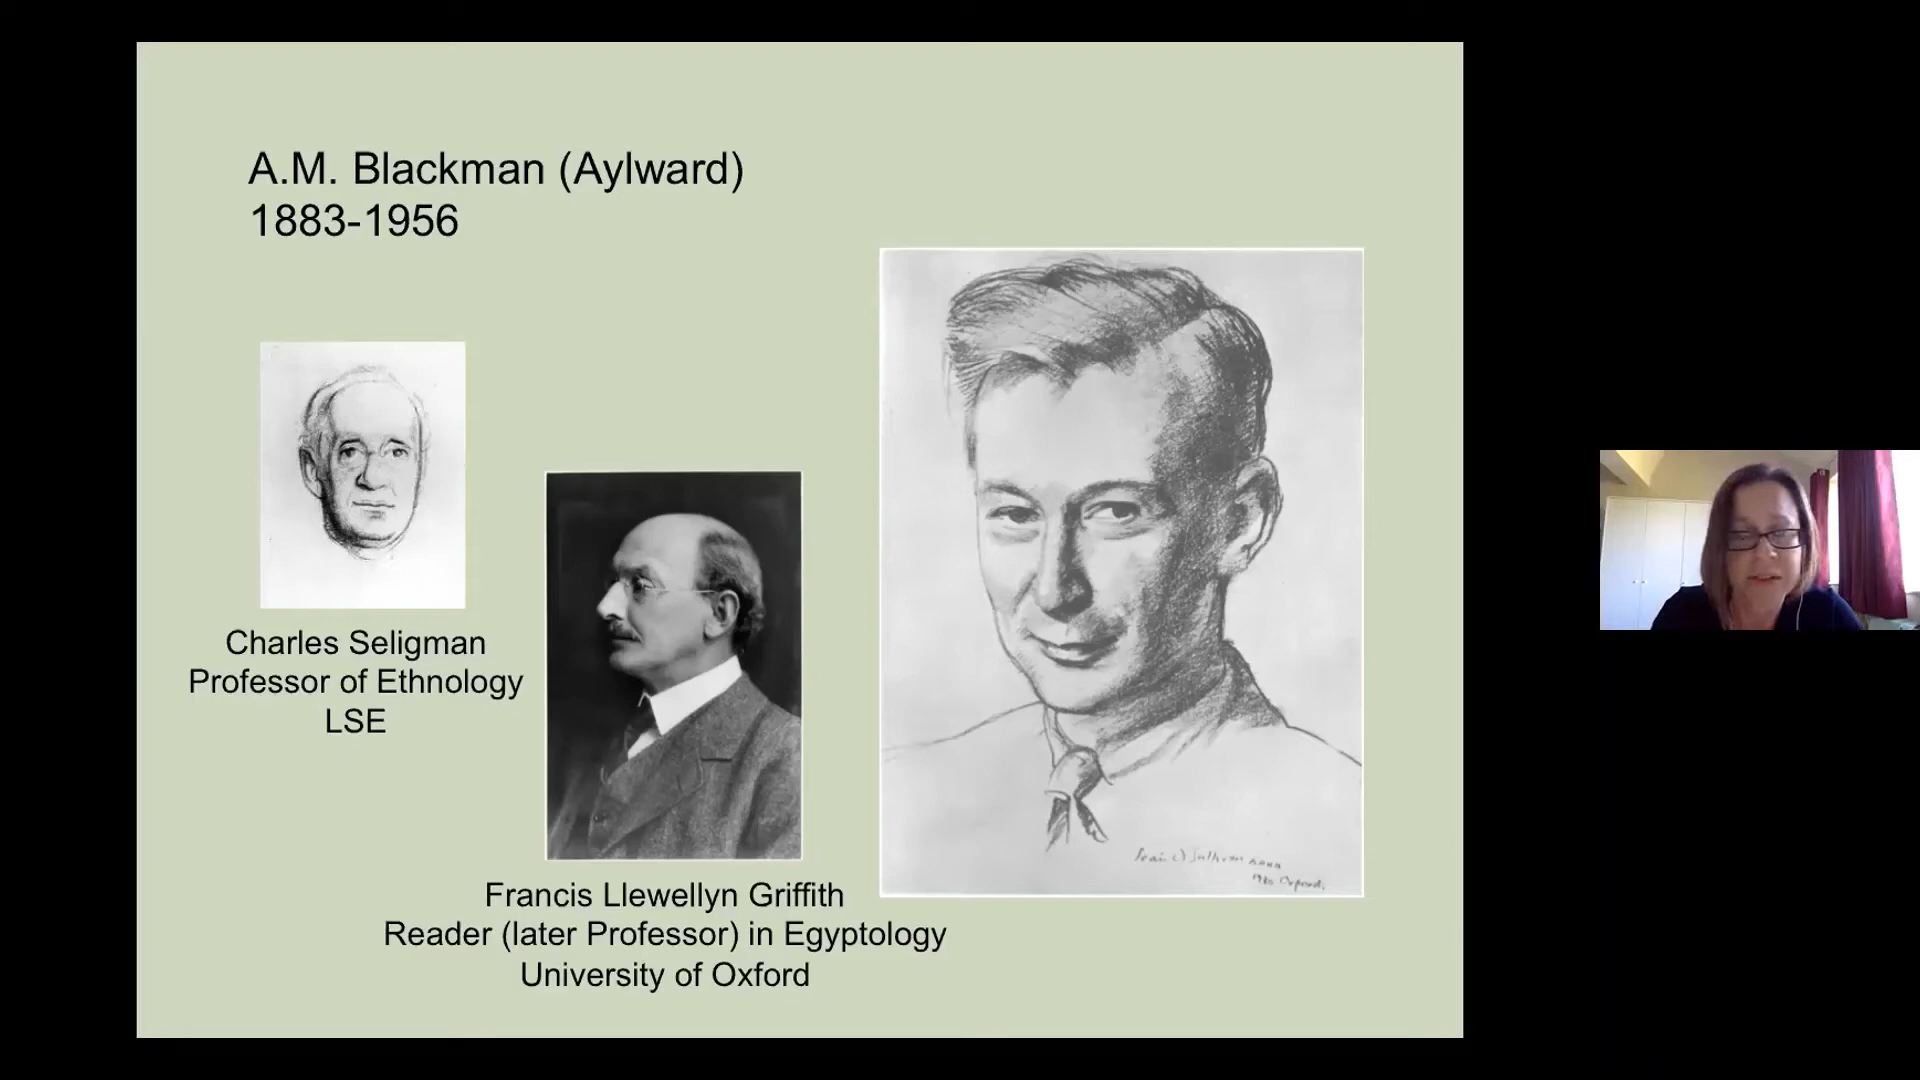 A.M. Blackman (Aylward)
1883-1956
Charles Seligman
Professor of Ethnology
LSE
Francis Llewellyn Griffith
Reader (later Professor) in Egyptology
University of Oxford